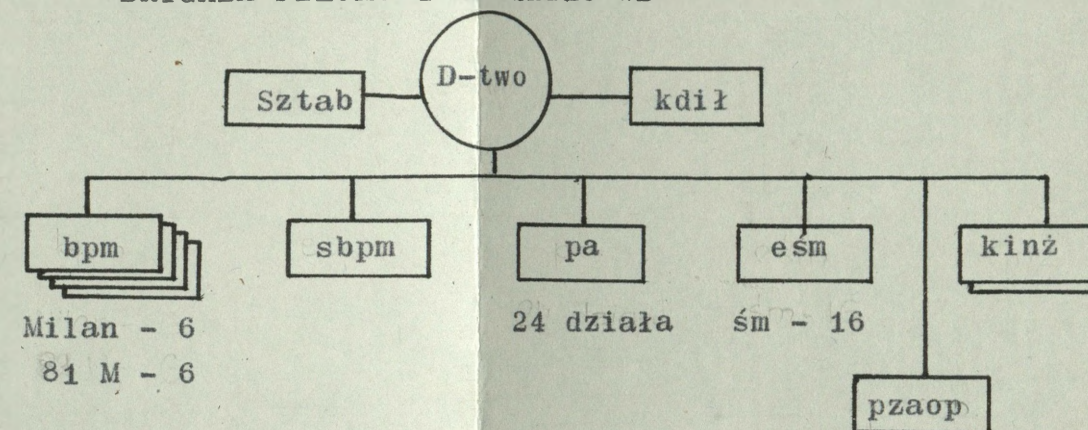 D-two
Sztab
kdił
bpm
sbpm
pa
eśm
kinż
Milan - 6
24 działa
śm - 16
81 M - 6
pzaop